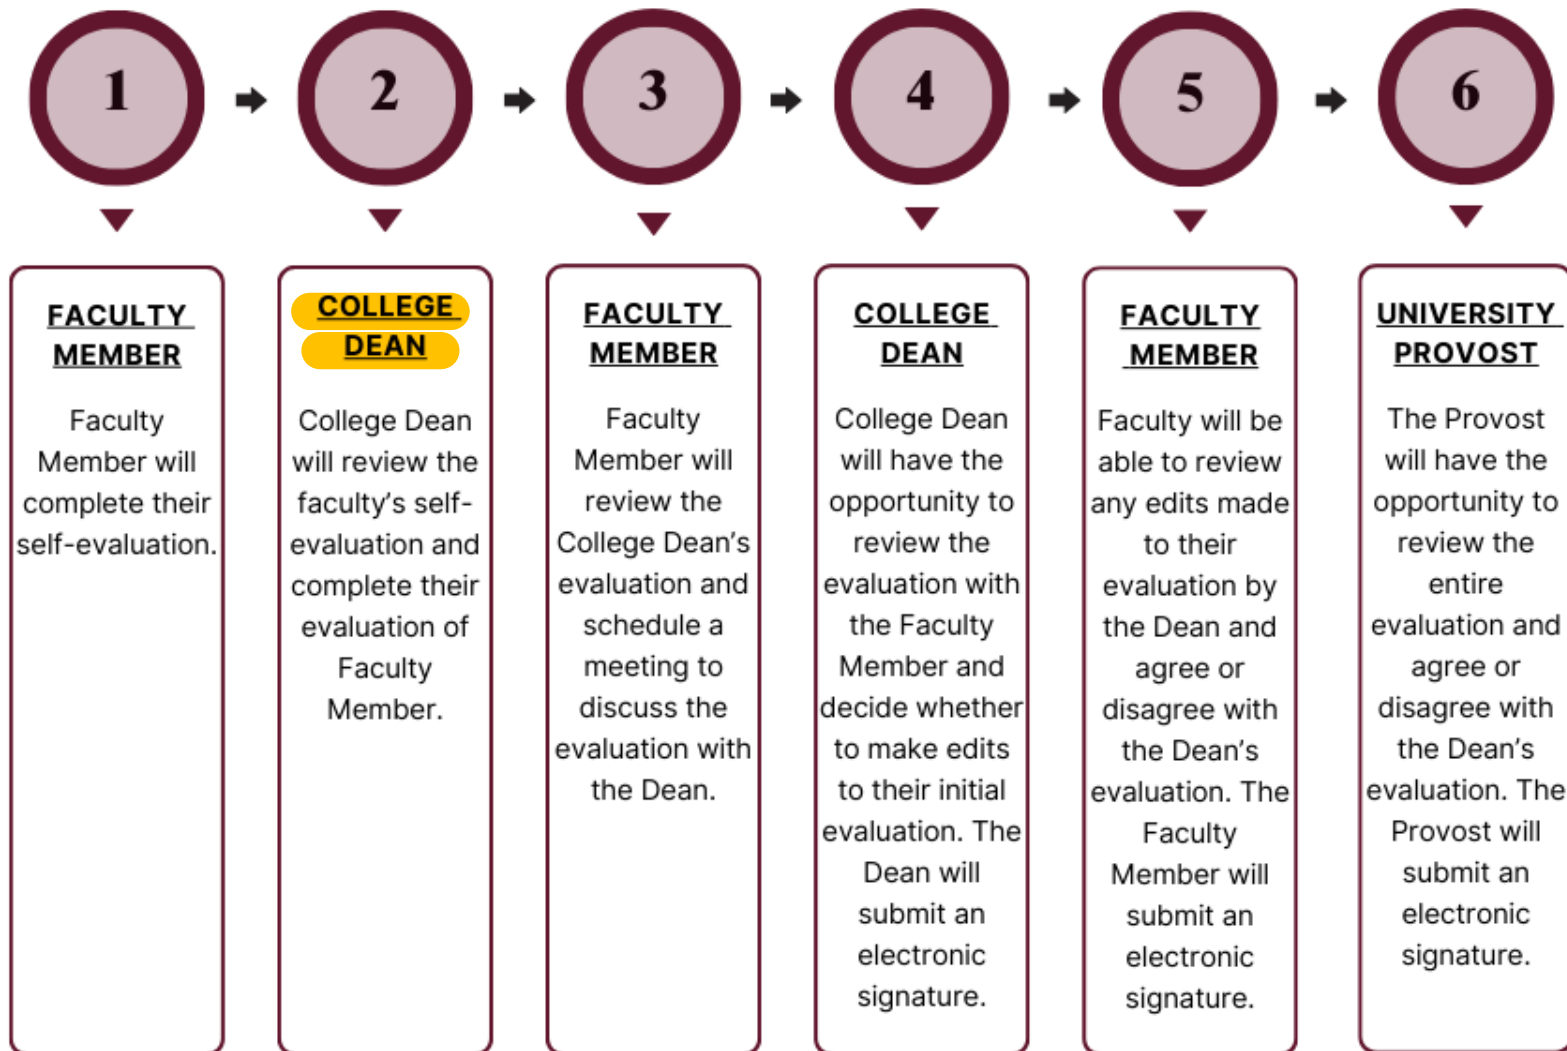 1
2
3
4
5
6
FACULTY
MEMBER
Faculty
Member will
complete their
self-evaluation.
COLLEGE
DEAN
College Dean
will review the
faculty's self-
evaluation and
complete their
evaluation of
Faculty
Member.
FACULTY
MEMBER
Faculty
Member will
review the
College Dean's
evaluation and
schedule a
meeting to
discuss the
evaluation with
the Dean.
COLLEGE
DEAN
College Dean
will have the
opportunity to
review the
evaluation with
the Faculty
Member and
decide whether
to make edits
to their initial
evaluation. The
Dean will
submit an
electronic
signature.
FACULTY
MEMBER
Faculty will be
able to review
any edits made
to their
evaluation by
the Dean and
agree or
disagree with
the Dean's
evaluation. The
Faculty
Member will
submit an
electronic
signature.
UNIVERSITY
PROVOST
The Provost
will have the
opportunity to
review the
entire
evaluation and
agree or
disagree with
the Dean's
evaluation. The
Provost will
submit an
electronic
signature.